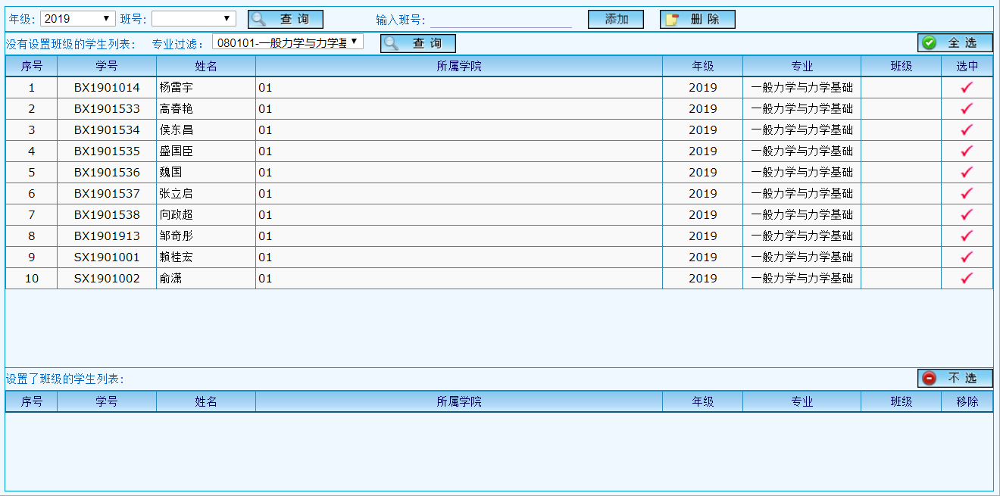 年级: 2019 班号: 查 询 输入班号: 添加 删 除
没有设置班级的学生列表: 专业过滤: 080101-一般力学与力学基 查 询 全 选
序号 学号 姓名 所属学院 年级 专业 班级 选中
1 BX1901014 杨雷宇 01 2019 一般力学与力学基础
2 BX1901533 高春艳 01 2019 一般力学与力学基础
3 BX1901534 侯东昌 01 2019 一般力学与力学基础
4 BX1901535 盛国臣 01 2019 一般力学与力学基础
5 BX1901536 魏国 01 2019 一般力学与力学基础
6 BX1901537 张立启 01 2019 一般力学与力学基础
7 BX1901538 向政超 01 2019 一般力学与力学基础
8 BX1901913 邹奇彤 01 2019 一般力学与力学基础
9 SX1901001 赖桂宏 01 2019 一般力学与力学基础
10 SX1901002 俞潇 01 2019 一般力学与力学基础
设置了班级的学生列表: 不 选
序号 学号 姓名 所属学院 年级 专业 班级 移除